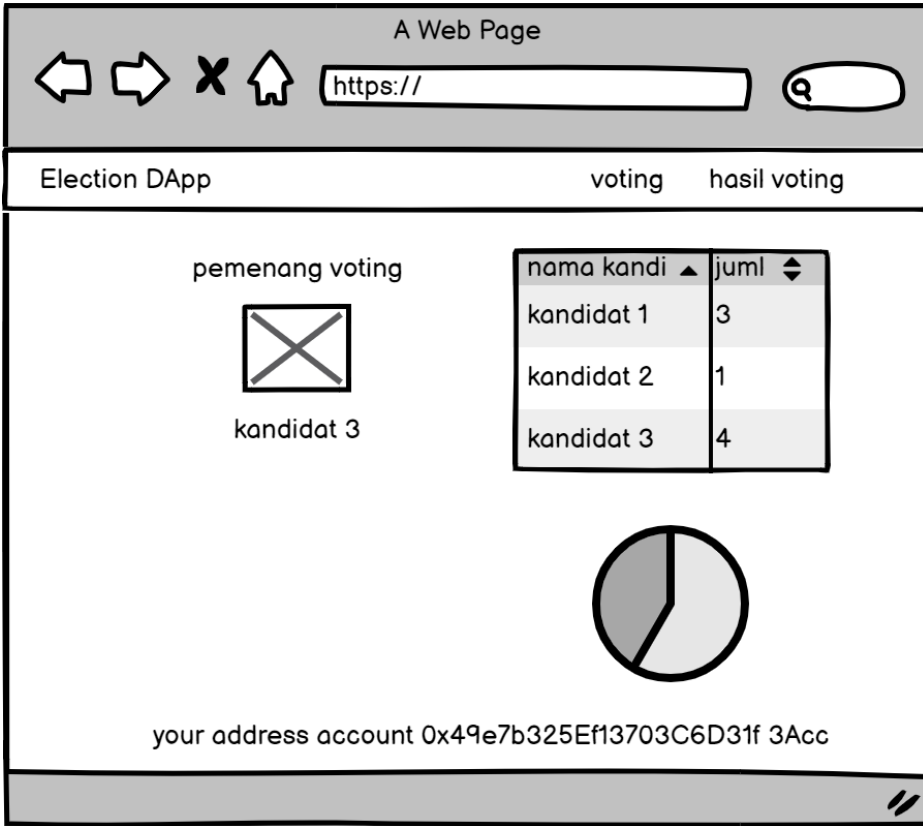 A Web Page
https://
Election DApp voting hasil voting
pemenang voting
kandidat 3
nama kandi juml
kandidat 1 3
kandidat 2 1
kandidat 3 4
your address account 0x49e7b325Ef13703C6D31f 3Acc